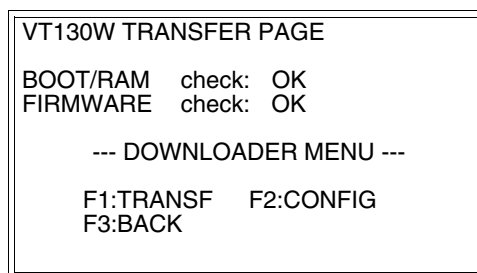 VT130W TRANSFER PAGE
BOOT/RAM check: OK
FIRMWARE check: OK
--- DOWNLOADER MENU ---
F1:TRANSF F2:CONFIG
F3:BACK